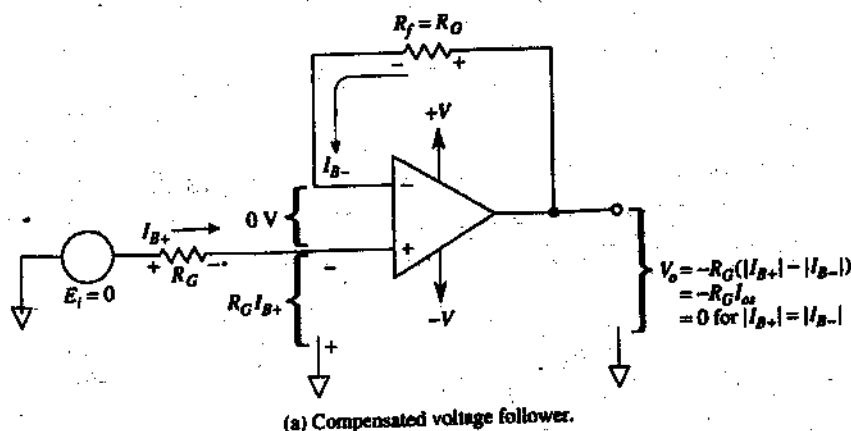 R_f = R_G
− +
+V
I_B−
−
0 V
I_B+
+ R_G −
E_i = 0
+
−
R_G I_B+
−V
+
V_o = −R_G(|I_B+| − |I_B−|)
= −R_G I_os
= 0 for |I_B+| = |I_B−|
(a) Compensated voltage follower.